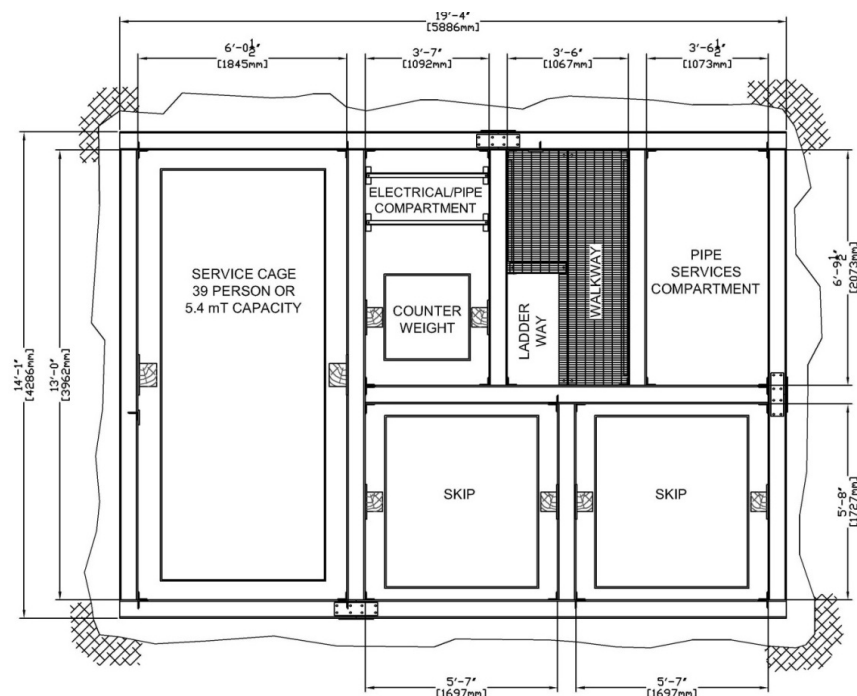 19'-4"
[5886mm]
6'-0½"
[1845mm]
3'-7"
[1092mm]
3'-6"
[1067mm]
3'-6½"
[1073mm]
ELECTRICAL/PIPE
COMPARTMENT
SERVICE CAGE
39 PERSON OR
5.4 mT CAPACITY
COUNTER
WEIGHT
LADDER
WAY
WALKWAY
PIPE
SERVICES
COMPARTMENT
6'-9½"
[2073mm]
14'-1"
[4286mm]
13'-0"
[3962mm]
SKIP
SKIP
5'-8"
[1727mm]
5'-7"
[1697mm]
5'-7"
[1697mm]